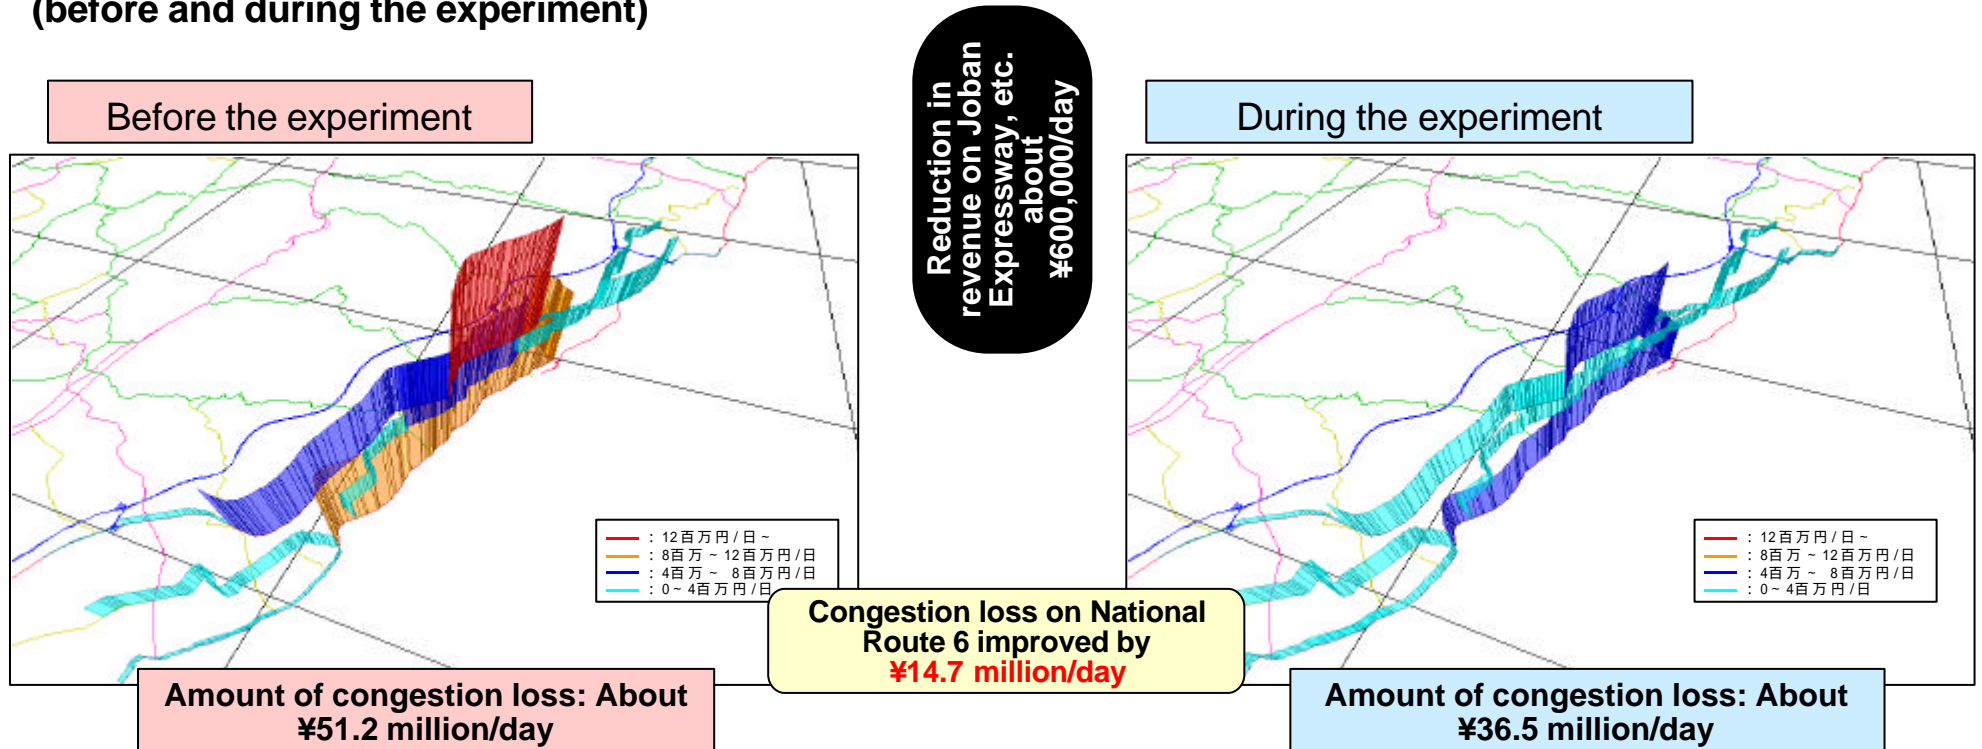 (before and during the experiment)
Before the experiment
Reduction in
revenue on Joban
Expressway, etc.
about
¥600,000/day
During the experiment
: 12百万円/日~
: 8百万~12百万円/日
: 4百万~ 8百万円/日
: 0~4百万円/日
: 12百万円/日~
: 8百万~12百万円/日
: 4百万~ 8百万円/日
: 0~4百万円/日
Congestion loss on National
Route 6 improved by
¥14.7 million/day
Amount of congestion loss: About
¥51.2 million/day
Amount of congestion loss: About
¥36.5 million/day